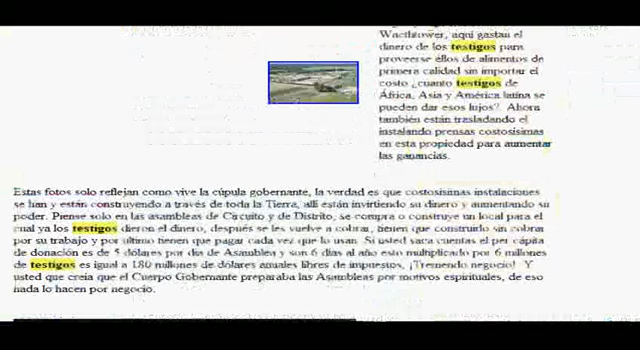 Wacthtower, aquí gastan el
dinero de los testigos para
proveerse éllos de alimentos de
primera calidad sin importar el
costo ¿cuanto testigos de
África, Asia y América latina se
pueden dar esos lujos?. Ahora
también están trasladando el
instalando prensas costosísimas
en esta propiedad para aumentar
las ganancias.
Estas fotos solo reflejan como vive la cúpula gobernante, la verdad es que costosísimas instalaciones
se han y están construyendo a través de toda la Tierra, allí están invirtiendo su dinero y aumentando su
poder. Piense solo en las asambleas de Circuito y de Distrito, se compra o construye un local para el
cual ya los testigos dieron el dinero, después se les vuelve a cobrar, tienen que construirlo sin cobrar
por su trabajo y por último tienen que pagar cada vez que lo usan. Si usted saca cuentas el per cápita
de donación es de 5 dólares por día de Asamblea y son 6 días al año esto multiplicado por 6 millones
de testigos es igual a 180 millones de dólares anuales libres de impuestos, ¡Tremendo negocio! Y
usted que creía que el Cuerpo Gobernante preparaba las Asambleas por motivos espirituales, de eso
nada lo hacen por negocio.